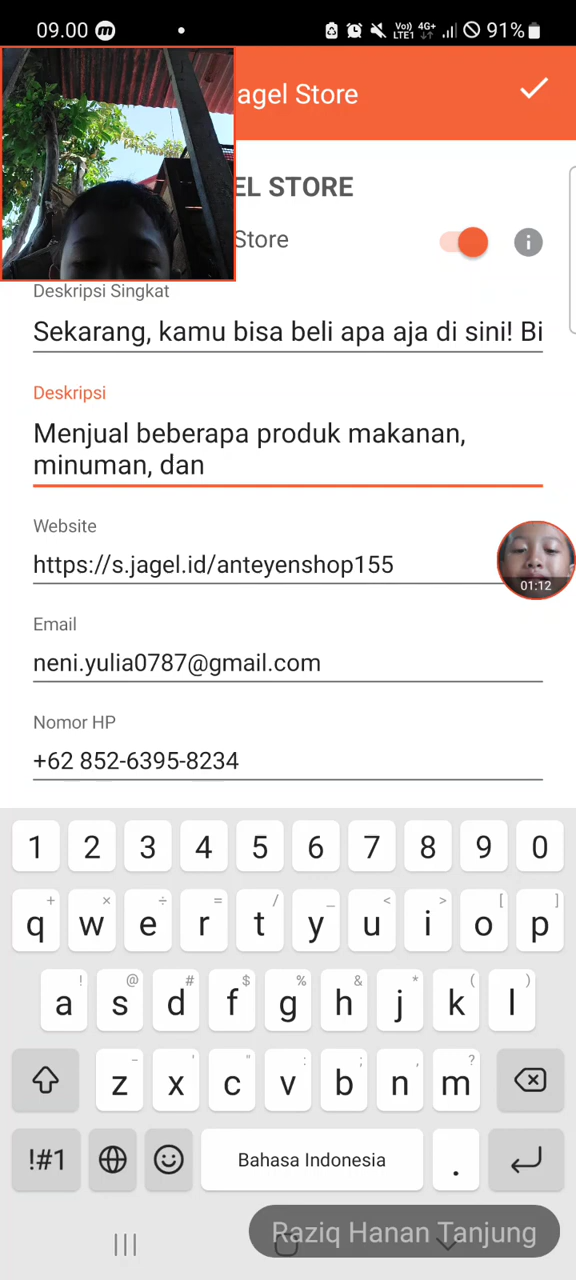 09.00
Vo) LTE1 4G+ 91%
agel Store
EL STORE
Store
Deskripsi Singkat
Sekarang, kamu bisa beli apa aja di sini! Bi
Deskripsi
Menjual beberapa produk makanan,
minuman, dan
Website
https://s.jagel.id/anteyenshop155
01:12
Email
neni.yulia0787@gmail.com
Nomor HP
+62 852-6395-8234
1 2 3 4 5 6 7 8 9 0
+ × ÷ = / _ < > [ ]
q w e r t y u i o p
! @ # $ % & * ( )
a s d f g h j k l
- ' " : ; , ?
z x c v b n m
!#1 Bahasa Indonesia .
Raziq Hanan Tanjung